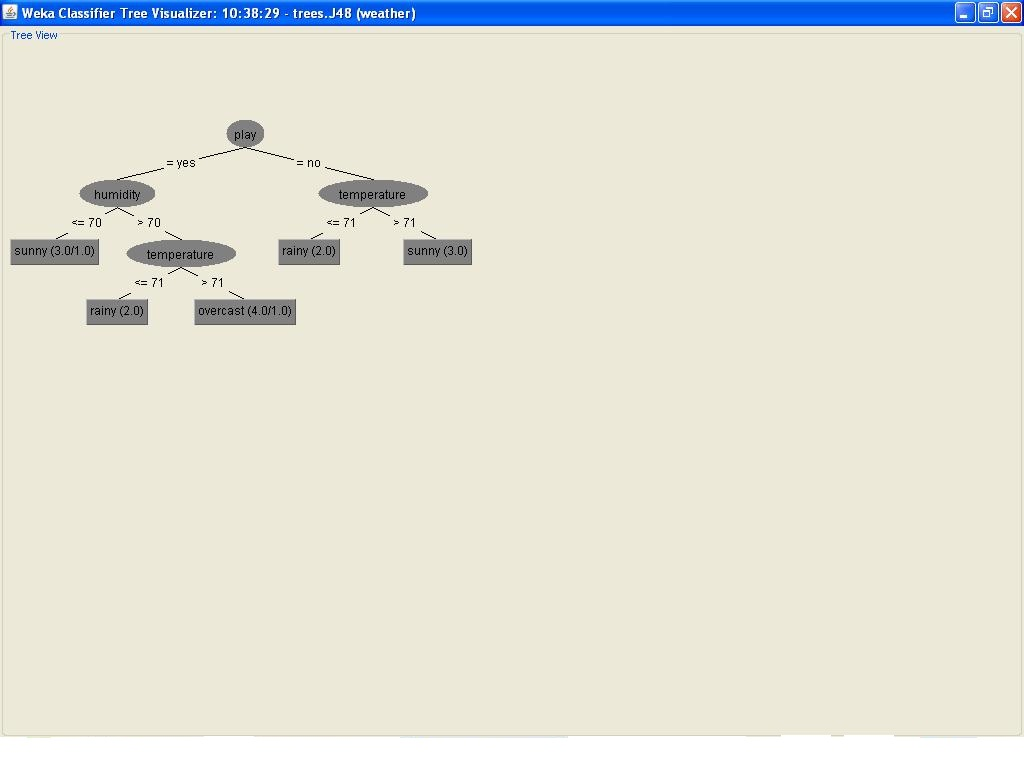 Weka Classifier Tree Visualizer: 10:38:29 - trees.J48 (weather)
Tree View
play
= yes
= no
humidity
temperature
<= 70
> 70
<= 71
> 71
sunny (3.0/1.0)
temperature
rainy (2.0)
sunny (3.0)
<= 71
> 71
rainy (2.0)
overcast (4.0/1.0)